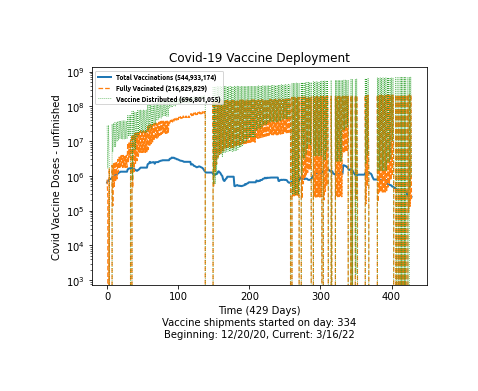 Covid-19 Vaccine Deployment
Total Vaccinations (544,933,174)
Fully Vacinated (216,829,829)
Vaccine Distributed (696,801,055)
Covid Vaccine Doses - unfinished
10⁹
10⁸
10⁷
10⁶
10⁵
10⁴
10³
0 100 200 300 400
Time (429 Days)
Vaccine shipments started on day: 334
Beginning: 12/20/20, Current: 3/16/22